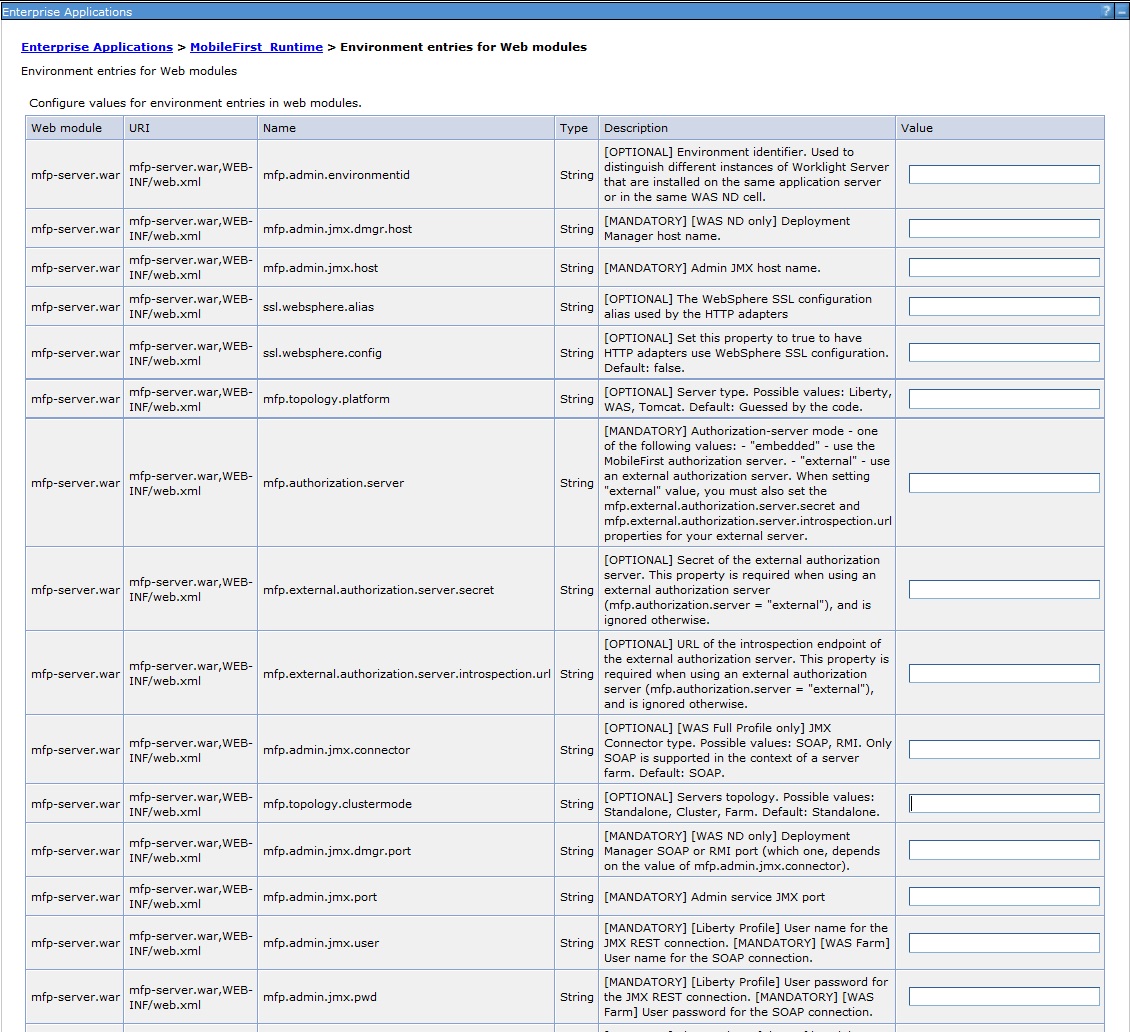 Enterprise Applications ? –
Enterprise Applications > MobileFirst_Runtime > Environment entries for Web modules
Environment entries for Web modules
Configure values for environment entries in web modules.
Web module URI Name Type Description Value
mfp-server.war mfp-server.war,WEB-
INF/web.xml mfp.admin.environmentid String [OPTIONAL] Environment identifier. Used to
distinguish different instances of Worklight Server
that are installed on the same application server
or in the same WAS ND cell.
mfp-server.war mfp-server.war,WEB-
INF/web.xml mfp.admin.jmx.dmgr.host String [MANDATORY] [WAS ND only] Deployment
Manager host name.
mfp-server.war mfp-server.war,WEB-
INF/web.xml mfp.admin.jmx.host String [MANDATORY] Admin JMX host name.
mfp-server.war mfp-server.war,WEB-
INF/web.xml ssl.websphere.alias String [OPTIONAL] The WebSphere SSL configuration
alias used by the HTTP adapters
mfp-server.war mfp-server.war,WEB-
INF/web.xml ssl.websphere.config String [OPTIONAL] Set this property to true to have
HTTP adapters use WebSphere SSL configuration.
Default: false.
mfp-server.war mfp-server.war,WEB-
INF/web.xml mfp.topology.platform String [OPTIONAL] Server type. Possible values: Liberty,
WAS, Tomcat. Default: Guessed by the code.
mfp-server.war mfp-server.war,WEB-
INF/web.xml mfp.authorization.server String [MANDATORY] Authorization-server mode - one
of the following values: - "embedded" - use the
MobileFirst authorization server. - "external" - use
an external authorization server. When setting
"external" value, you must also set the
mfp.external.authorization.server.secret and
mfp.external.authorization.server.introspection.url
properties for your external server.
mfp-server.war mfp-server.war,WEB-
INF/web.xml mfp.external.authorization.server.secret String [OPTIONAL] Secret of the external authorization
server. This property is required when using an
external authorization server
(mfp.authorization.server = "external"), and is
ignored otherwise.
mfp-server.war mfp-server.war,WEB-
INF/web.xml mfp.external.authorization.server.introspection.url String [OPTIONAL] URL of the introspection endpoint of
the external authorization server. This property is
required when using an external authorization
server (mfp.authorization.server = "external"),
and is ignored otherwise.
mfp-server.war mfp-server.war,WEB-
INF/web.xml mfp.admin.jmx.connector String [OPTIONAL] [WAS Full Profile only] JMX
Connector type. Possible values: SOAP, RMI. Only
SOAP is supported in the context of a server
farm. Default: SOAP.
mfp-server.war mfp-server.war,WEB-
INF/web.xml mfp.topology.clustermode String [OPTIONAL] Servers topology. Possible values:
Standalone, Cluster, Farm. Default: Standalone.
mfp-server.war mfp-server.war,WEB-
INF/web.xml mfp.admin.jmx.dmgr.port String [MANDATORY] [WAS ND only] Deployment
Manager SOAP or RMI port (which one, depends
on the value of mfp.admin.jmx.connector).
mfp-server.war mfp-server.war,WEB-
INF/web.xml mfp.admin.jmx.port String [MANDATORY] Admin service JMX port
mfp-server.war mfp-server.war,WEB-
INF/web.xml mfp.admin.jmx.user String [MANDATORY] [Liberty Profile] User name for the
JMX REST connection. [MANDATORY] [WAS Farm]
User name for the SOAP connection.
mfp-server.war mfp-server.war,WEB-
INF/web.xml mfp.admin.jmx.pwd String [MANDATORY] [Liberty Profile] User password for
the JMX REST connection. [MANDATORY] [WAS
Farm] User password for the SOAP connection.